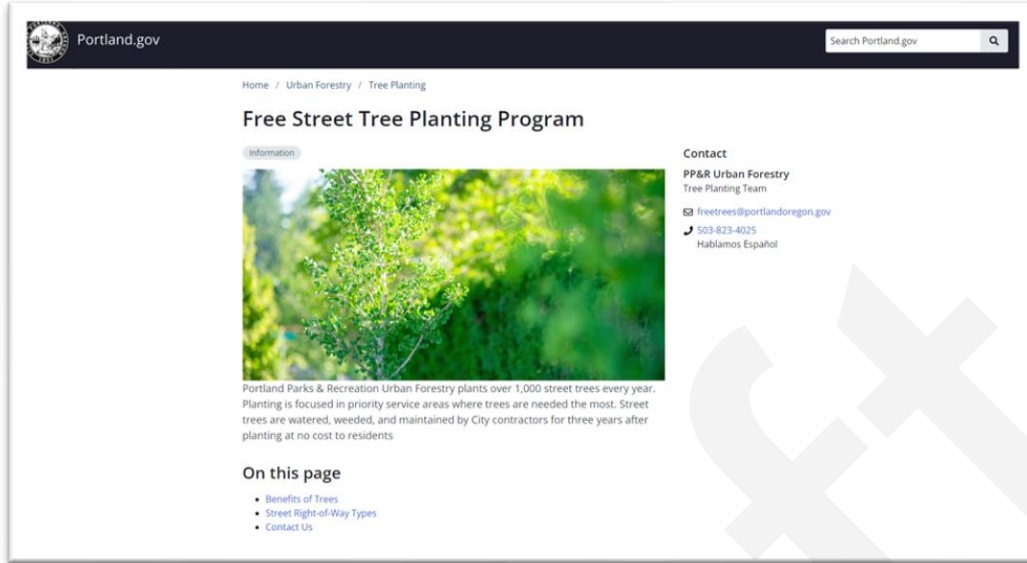 Portland.gov
Search Portland.gov
Home / Urban Forestry / Tree Planting
Free Street Tree Planting Program
Information
Contact
PP&R Urban Forestry
Tree Planting Team
freetrees@portlandoregon.gov
503-823-4025
Hablamos Español
Portland Parks & Recreation Urban Forestry plants over 1,000 street trees every year.
Planting is focused in priority service areas where trees are needed the most. Street
trees are watered, weeded, and maintained by City contractors for three years after
planting at no cost to residents
On this page
• Benefits of Trees
• Street Right-of-Way Types
• Contact Us